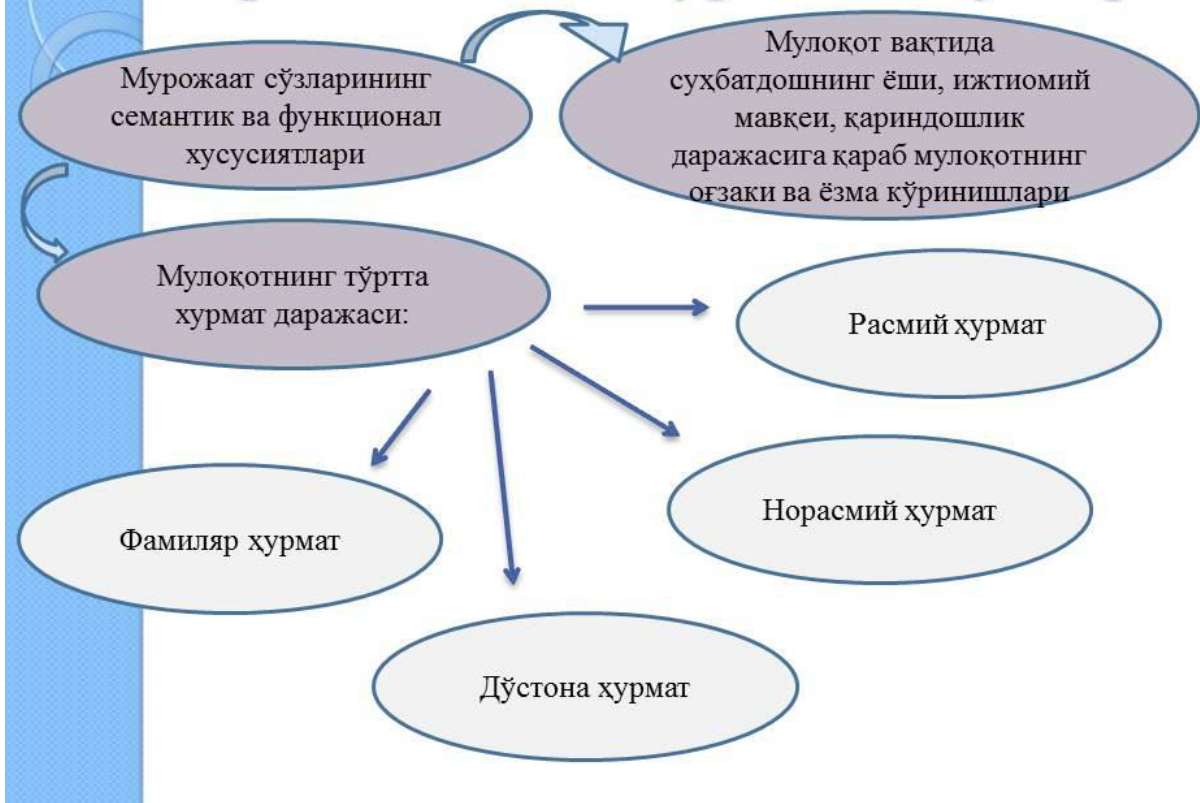 Мурожаат сўзларининг
семантик ва функционал
хусусиятлари
Мулоқот вақтида
суҳбатдошнинг ёши, ижтиомий
мавқеи, қариндошлик
даражасига қараб мулоқотнинг
оғзаки ва ёзма кўринишлари
Мулоқотнинг тўртта
хурмат даражаси:
Расмий ҳурмат
Норасмий ҳурмат
Фамиляр ҳурмат
Дўстона ҳурмат